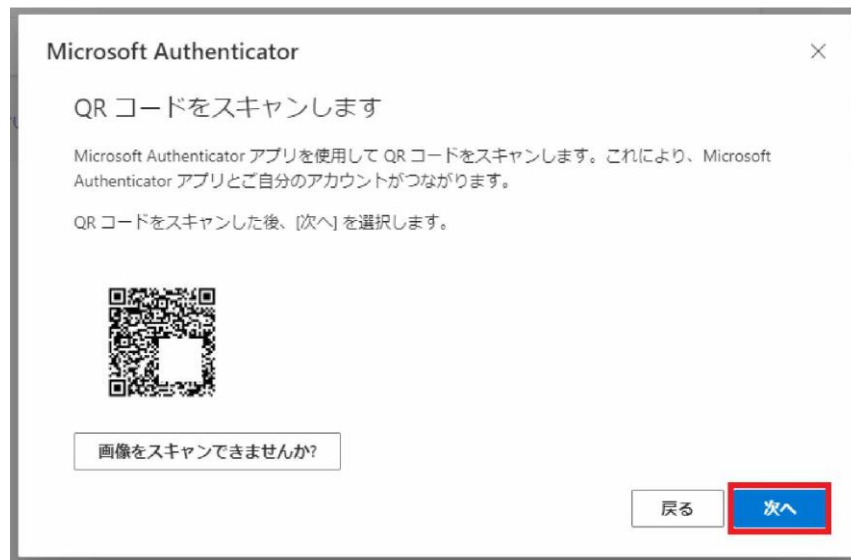 Microsoft Authenticator
QR コードをスキャンします
Microsoft Authenticator アプリを使用して QR コードをスキャンします。これにより、Microsoft
Authenticator アプリとご自分のアカウントがつながります。
QR コードをスキャンした後、[次へ] を選択します。
画像をスキャンできませんか?
戻る
次へ